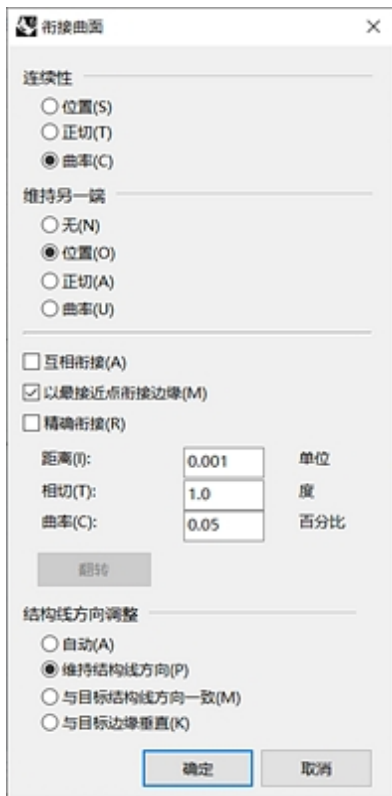 衔接曲面
连续性
位置(S)
正切(T)
曲率(C)
维持另一端
无(N)
位置(O)
正切(A)
曲率(U)
互相衔接(A)
以最接近点衔接边缘(M)
精确衔接(R)
距离(I): 0.001 单位
相切(T): 1.0 度
曲率(C): 0.05 百分比
翻转
结构线方向调整
自动(A)
维持结构线方向(P)
与目标结构线方向一致(M)
与目标边缘垂直(K)
确定 取消